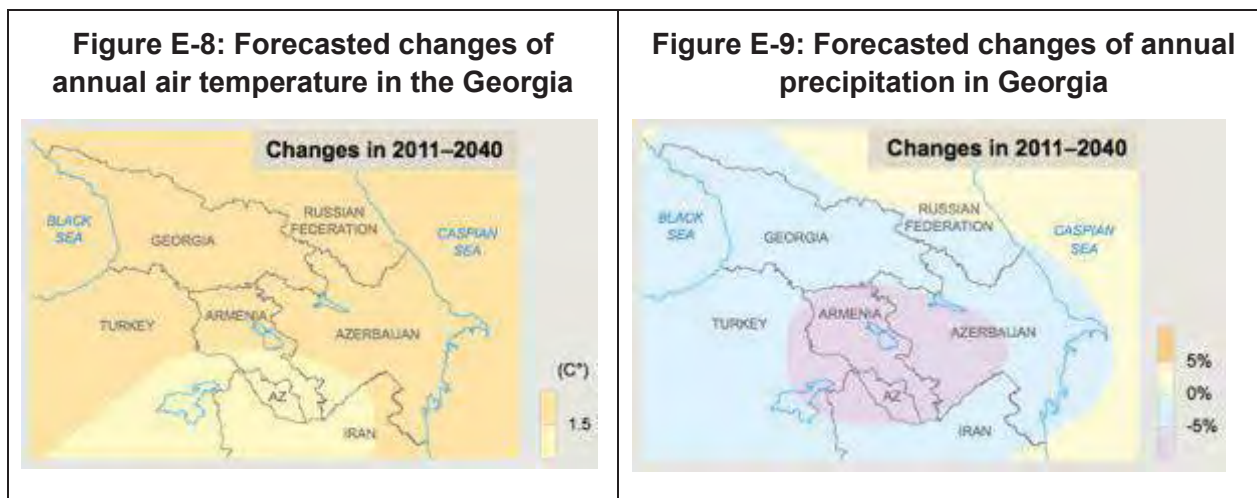 Figure E-8: Forecasted changes of
annual air temperature in the Georgia
Changes in 2011–2040
BLACK
SEA
GEORGIA
RUSSIAN
FEDERATION
CASPIAN
SEA
TURKEY
ARMENIA
AZERBAIJAN
AZ
IRAN
(C°)
1.5
Figure E-9: Forecasted changes of annual
precipitation in Georgia
Changes in 2011–2040
BLACK
SEA
GEORGIA
RUSSIAN
FEDERATION
CASPIAN
SEA
TURKEY
ARMENIA
AZERBAIJAN
AZ
IRAN
5%
0%
-5%